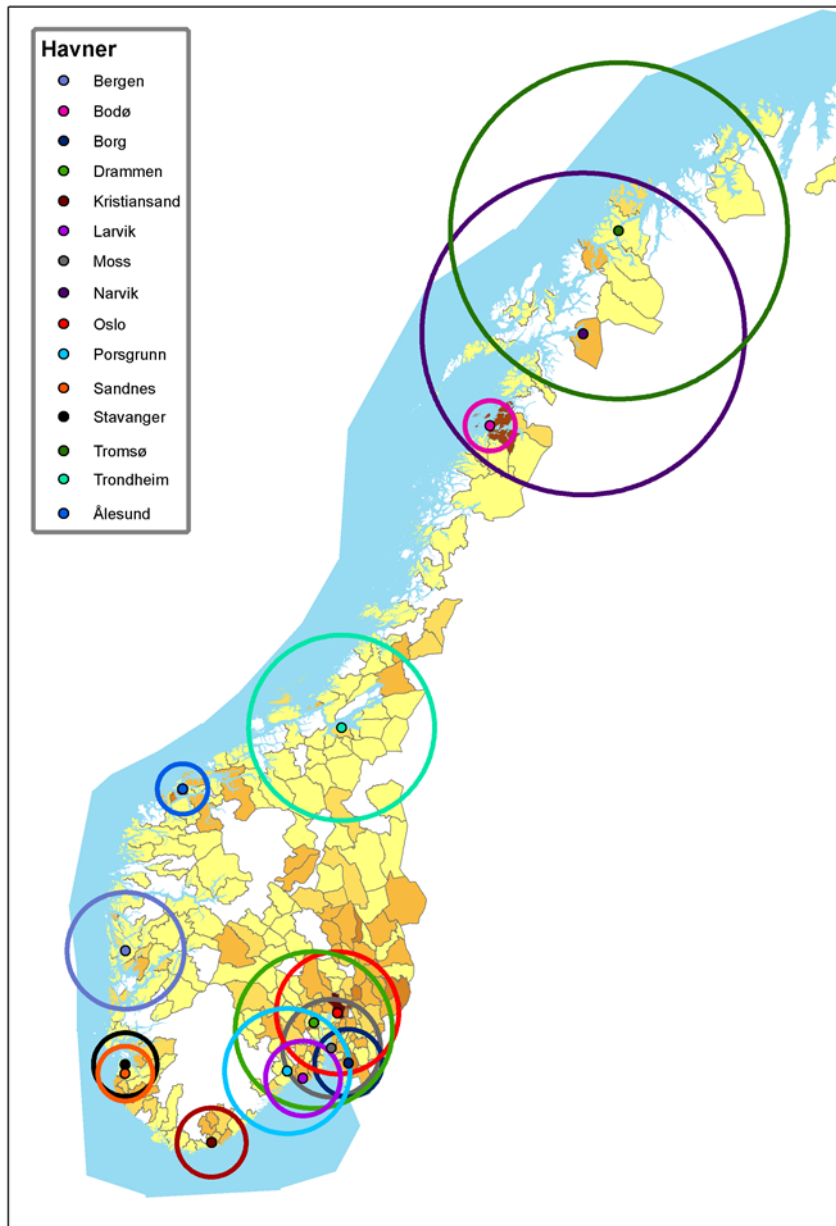 Havner
Bergen
Bodø
Borg
Drammen
Kristiansand
Larvik
Moss
Narvik
Oslo
Porsgrunn
Sandnes
Stavanger
Tromsø
Trondheim
Ålesund